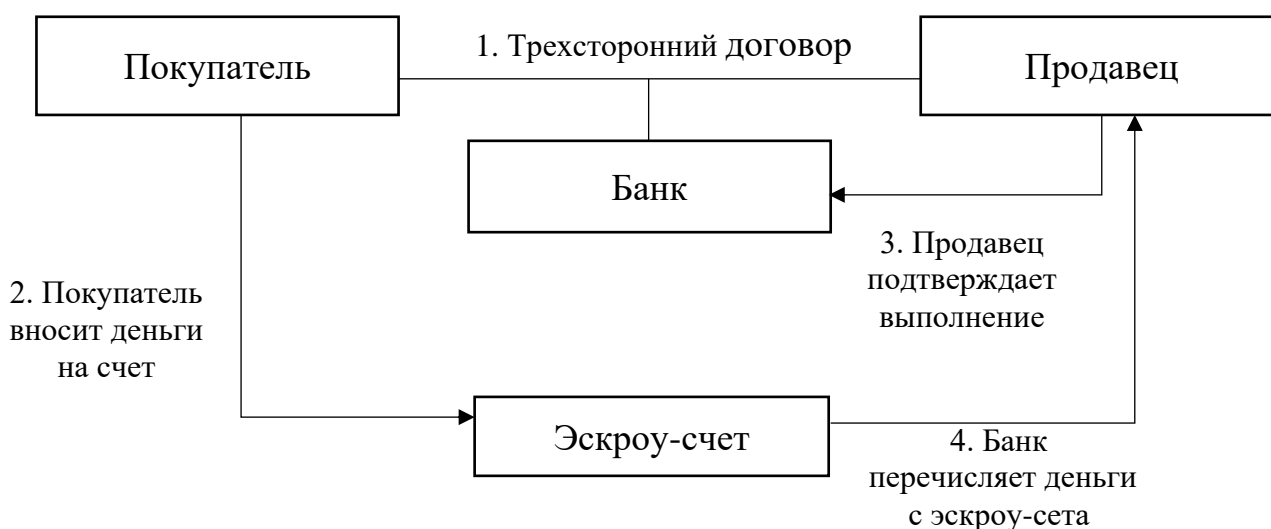 1. Трехсторонний договор
Покупатель
Продавец
Банк
3. Продавец
подтверждает
выполнение
2. Покупатель
вносит деньги
на счет
Эскроу-счет
4. Банк
перечисляет деньги
с эскроу-сета